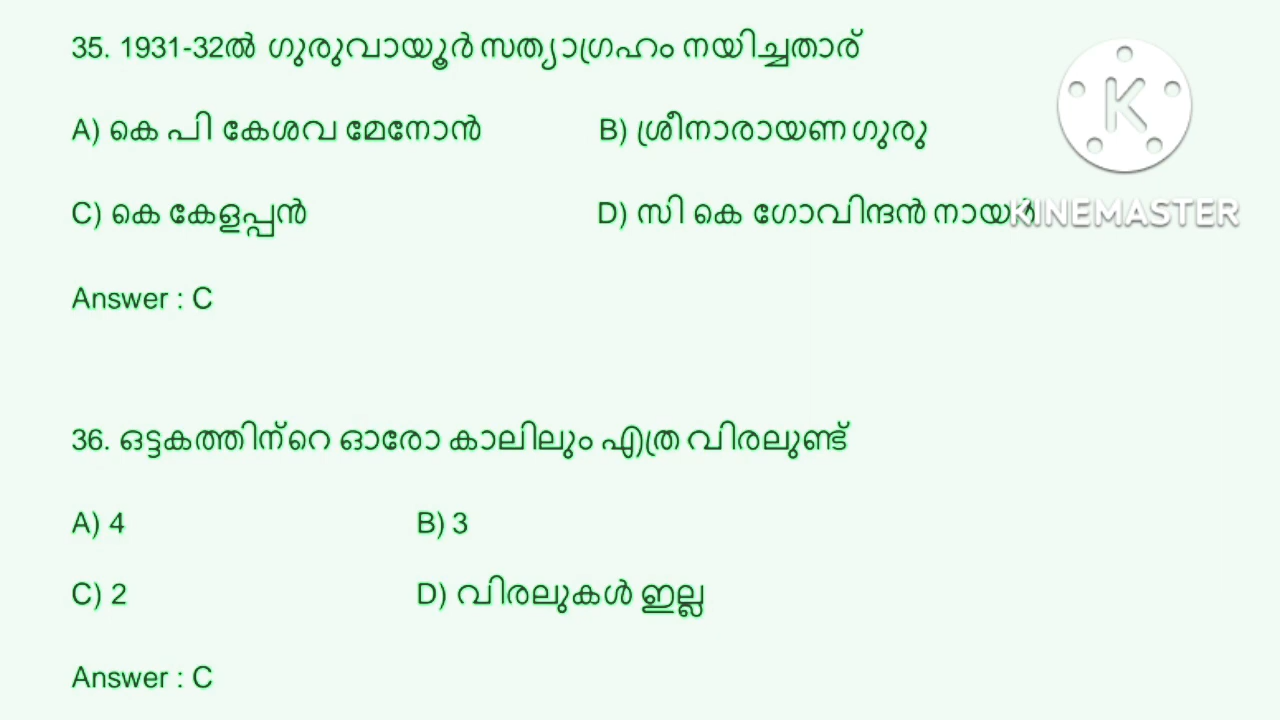 35. 1931-32ൽ ഗുരുവായൂർ സത്യാഗ്രഹം നയിച്ചതാര്
A) കെ പി കേശവ മേനോൻ B) ശ്രീനാരായണ ഗുരു
C) കെ കേളപ്പൻ D) സി കെ ഗോവിന്ദൻ നായർ
KINEMASTER
Answer : C
36. ഒട്ടകത്തിന്റെ ഓരോ കാലിലും എത്ര വിരലുണ്ട്
A) 4 B) 3
C) 2 D) വിരലുകൾ ഇല്ല
Answer : C